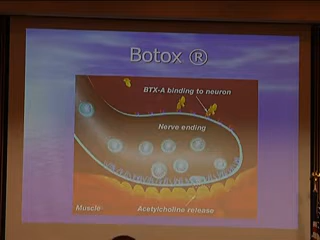 Botox ®
BTX-A binding to neuron
Nerve ending
Muscle
Acetylcholine release